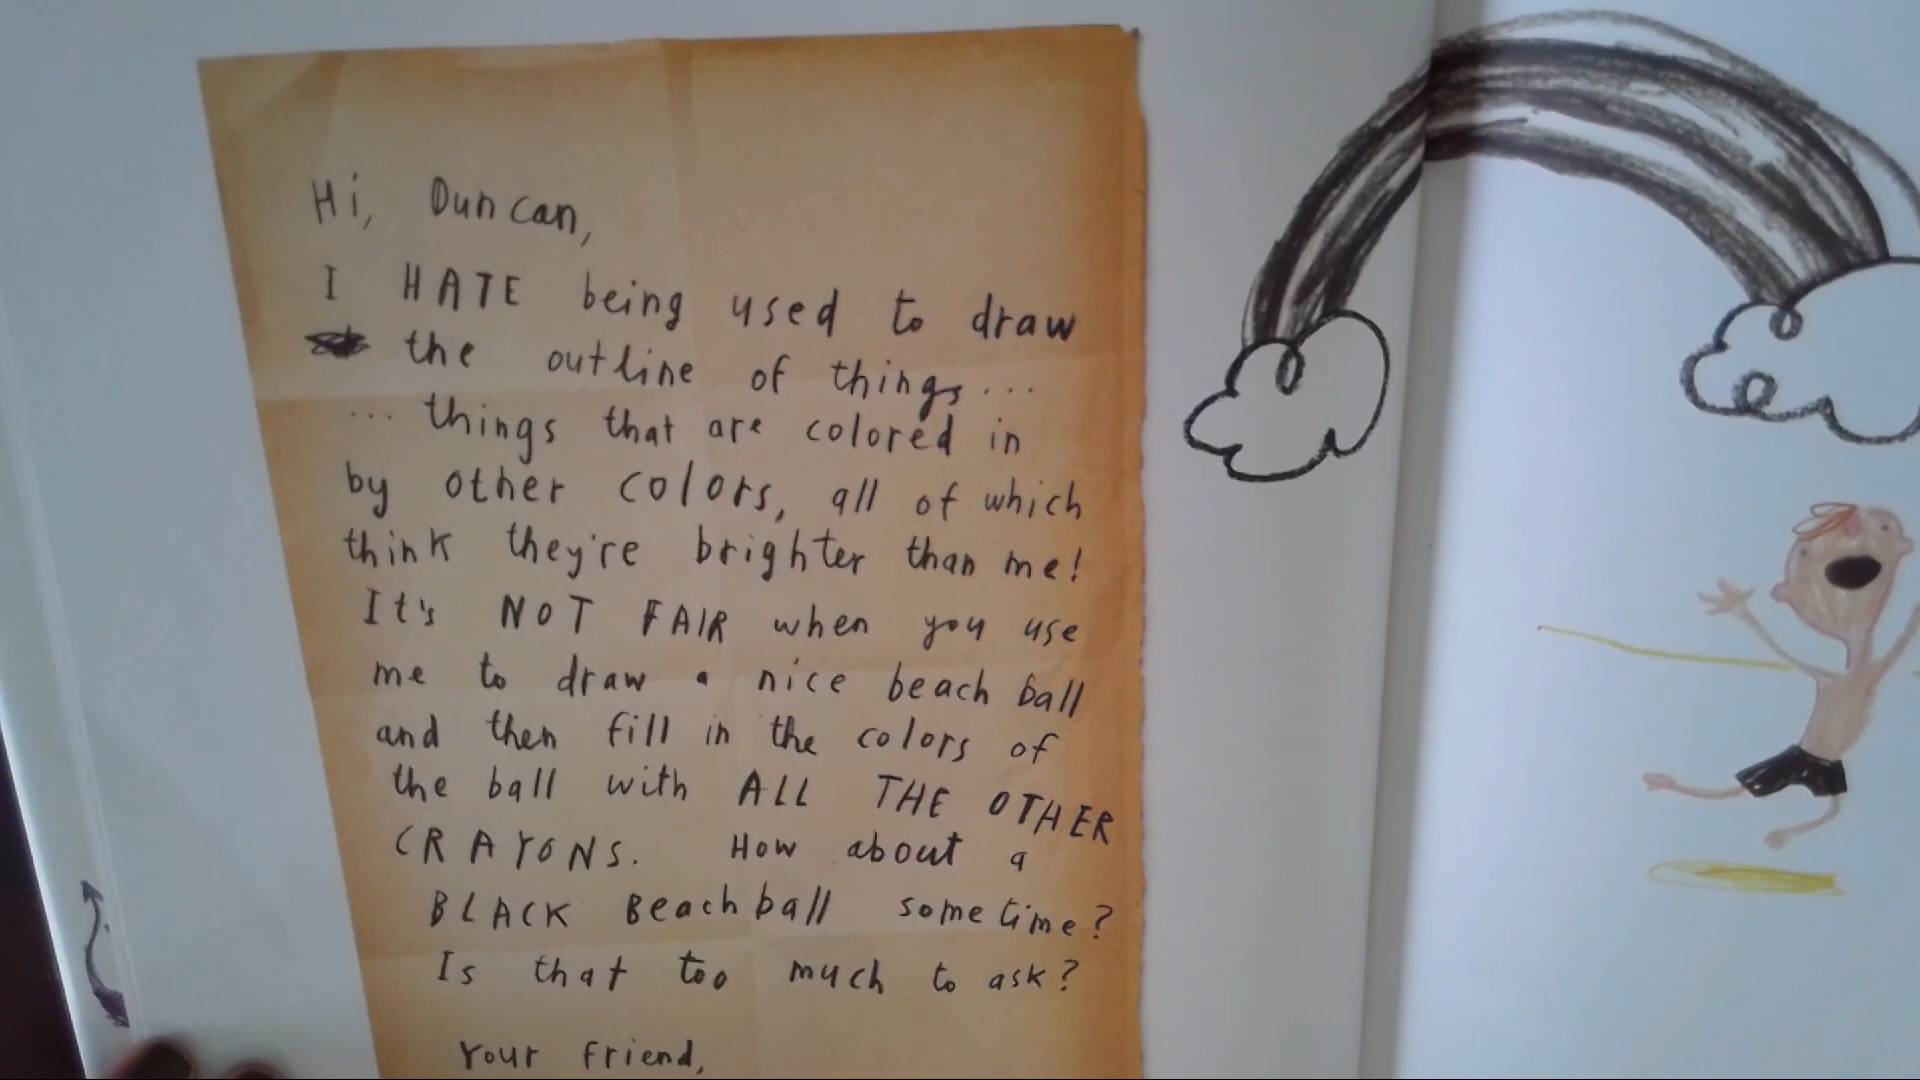 Hi, Duncan,
I HATE being used to draw
the outline of things...
... things that are colored in
by other colors, all of which
think they're brighter than me!
It's NOT FAIR when you use
me to draw a nice beach ball
and then fill in the colors of
the ball with ALL THE OTHER
CRAYONS. How about a
BLACK Beach ball sometime?
Is that too much to ask?
Your friend,